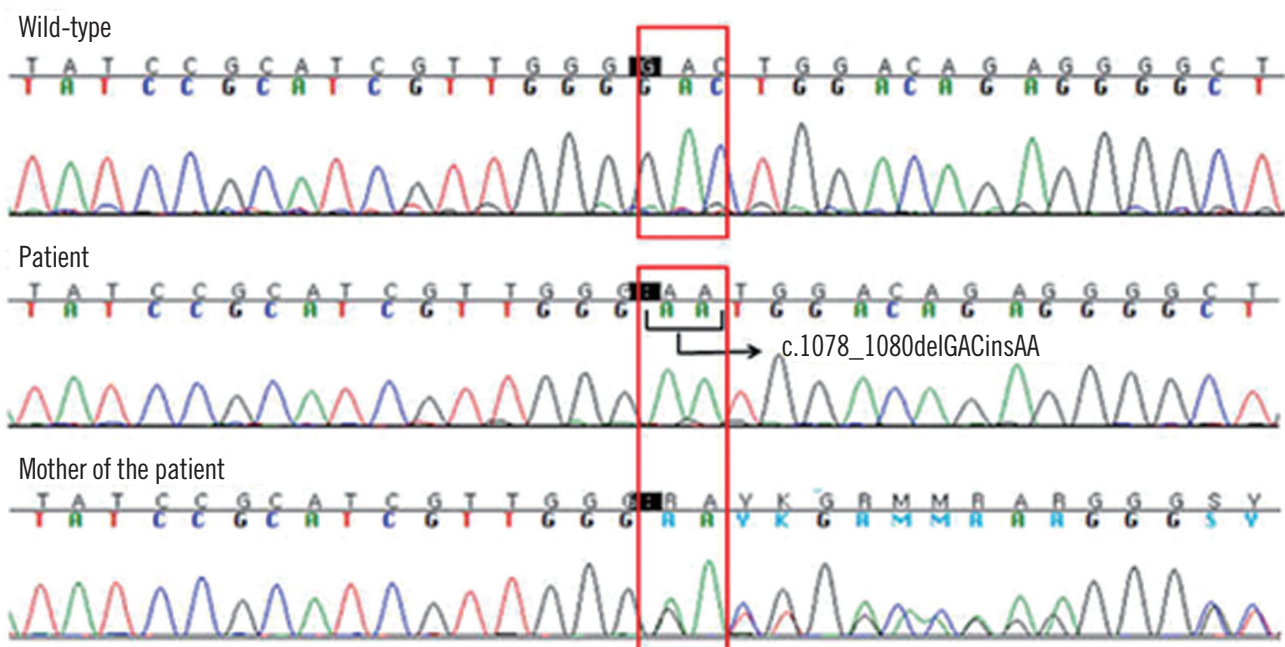 Wild-type
T A T C C G C A T C G T T G G G G A C T G G A C A G A G G G G C T
T A T C C G C A T C G T T G G G G A C T G G A C A G A G G G G C T
Patient
T A T C C G C A T C G T T G G G A A T G G A C A G A G G G G C T
T A T C C G C A T C G T T G G G A A T G G A C A G A G G G G C T
c.1078_1080delGACinsAA
Mother of the patient
T A T C C G C A T C G T T G G G R A Y K G R M M R A R G G G S Y
T A T C C G C A T C G T T G G G R A Y K G R M M R A R G G G S Y